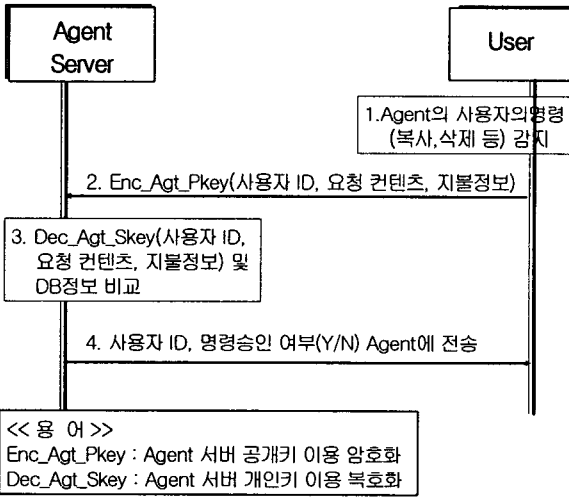 Agent
Server
User
1.Agent의 사용자의명령
(복사,삭제 등) 감지
2. Enc_Agt_Pkey(사용자 ID, 요청 컨텐츠, 지불정보)
3. Dec_Agt_Skey(사용자 ID,
요청 컨텐츠, 지불정보) 및
DB정보 비교
4. 사용자 ID, 명령승인 여부(Y/N) Agent에 전송
<< 용 어 >>
Enc_Agt_Pkey : Agent 서버 공개키 이용 암호화
Dec_Agt_Skey : Agent 서버 개인키 이용 복호화